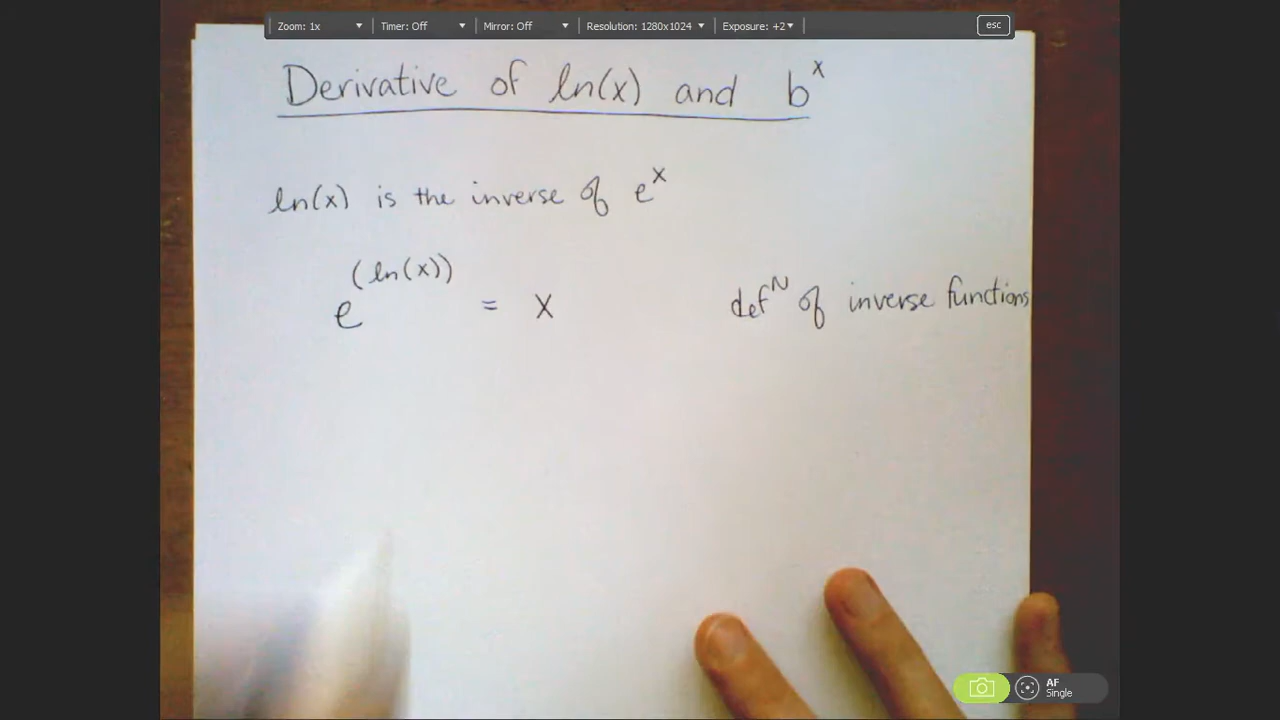 Zoom: 1x Timer: Off Mirror: Off Resolution: 1280x1024 Exposure: +2 esc
Derivative of ln(x) and b^x
ln(x) is the inverse of e^x
e^(ln(x)) = x def^N of inverse functions
AF
Single